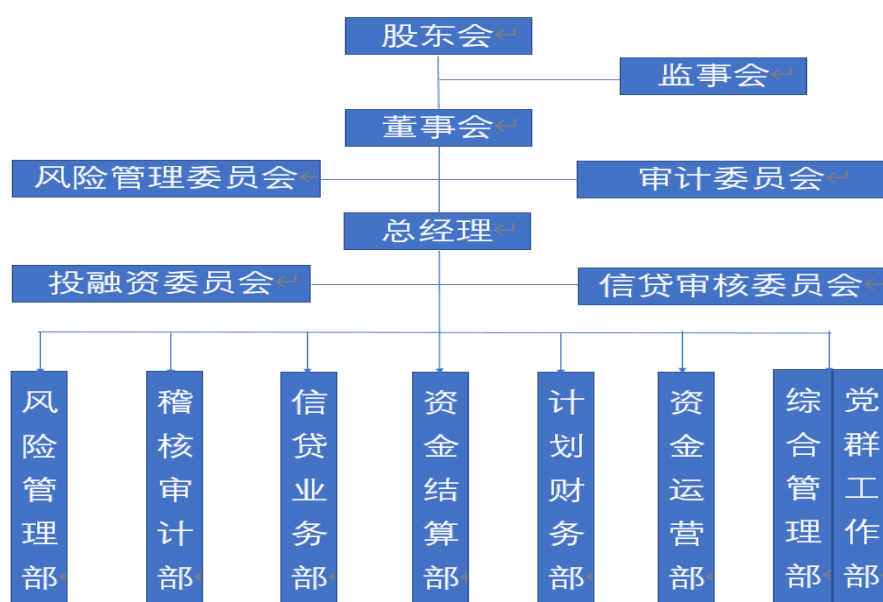 股东会
监事会
董事会
风险管理委员会
审计委员会
总经理
投融资委员会
信贷审核委员会
风险管理部
稽核审计部
信贷业务部
资金结算部
计划财务部
资金运营部
综合管理部
党群工作部